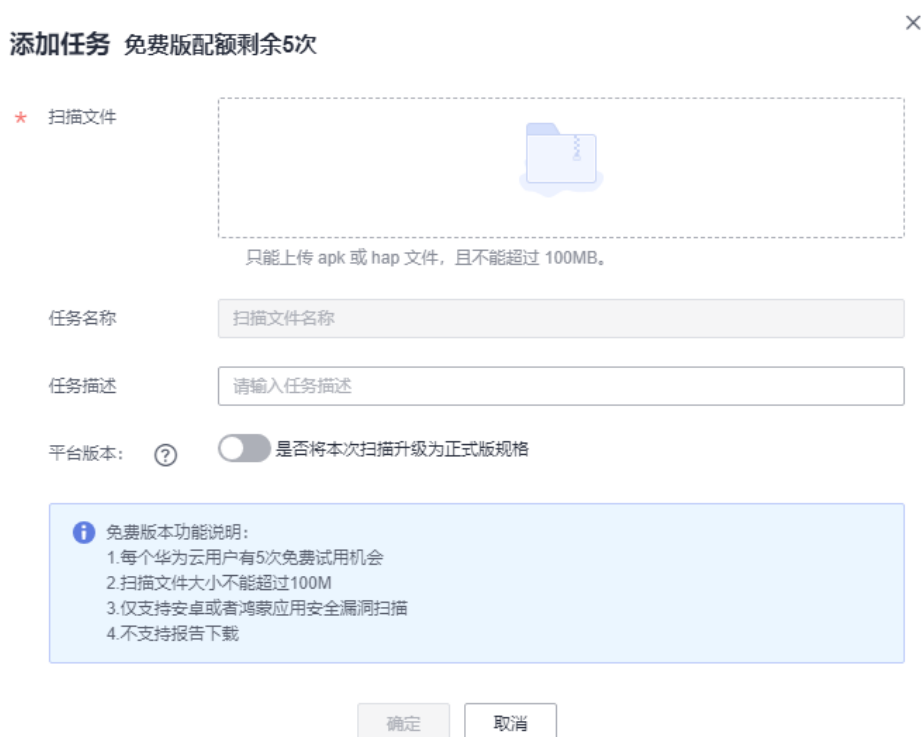 添加任务 免费版配额剩余5次
* 扫描文件
只能上传 apk 或 hap 文件，且不能超过 100MB。
任务名称 扫描文件名称
任务描述 请输入任务描述
平台版本： ? 是否将本次扫描升级为正式版规格
免费版本功能说明：
1.每个华为云用户有5次免费试用机会
2.扫描文件大小不能超过100M
3.仅支持安卓或者鸿蒙应用安全漏洞扫描
4.不支持报告下载
确定 取消